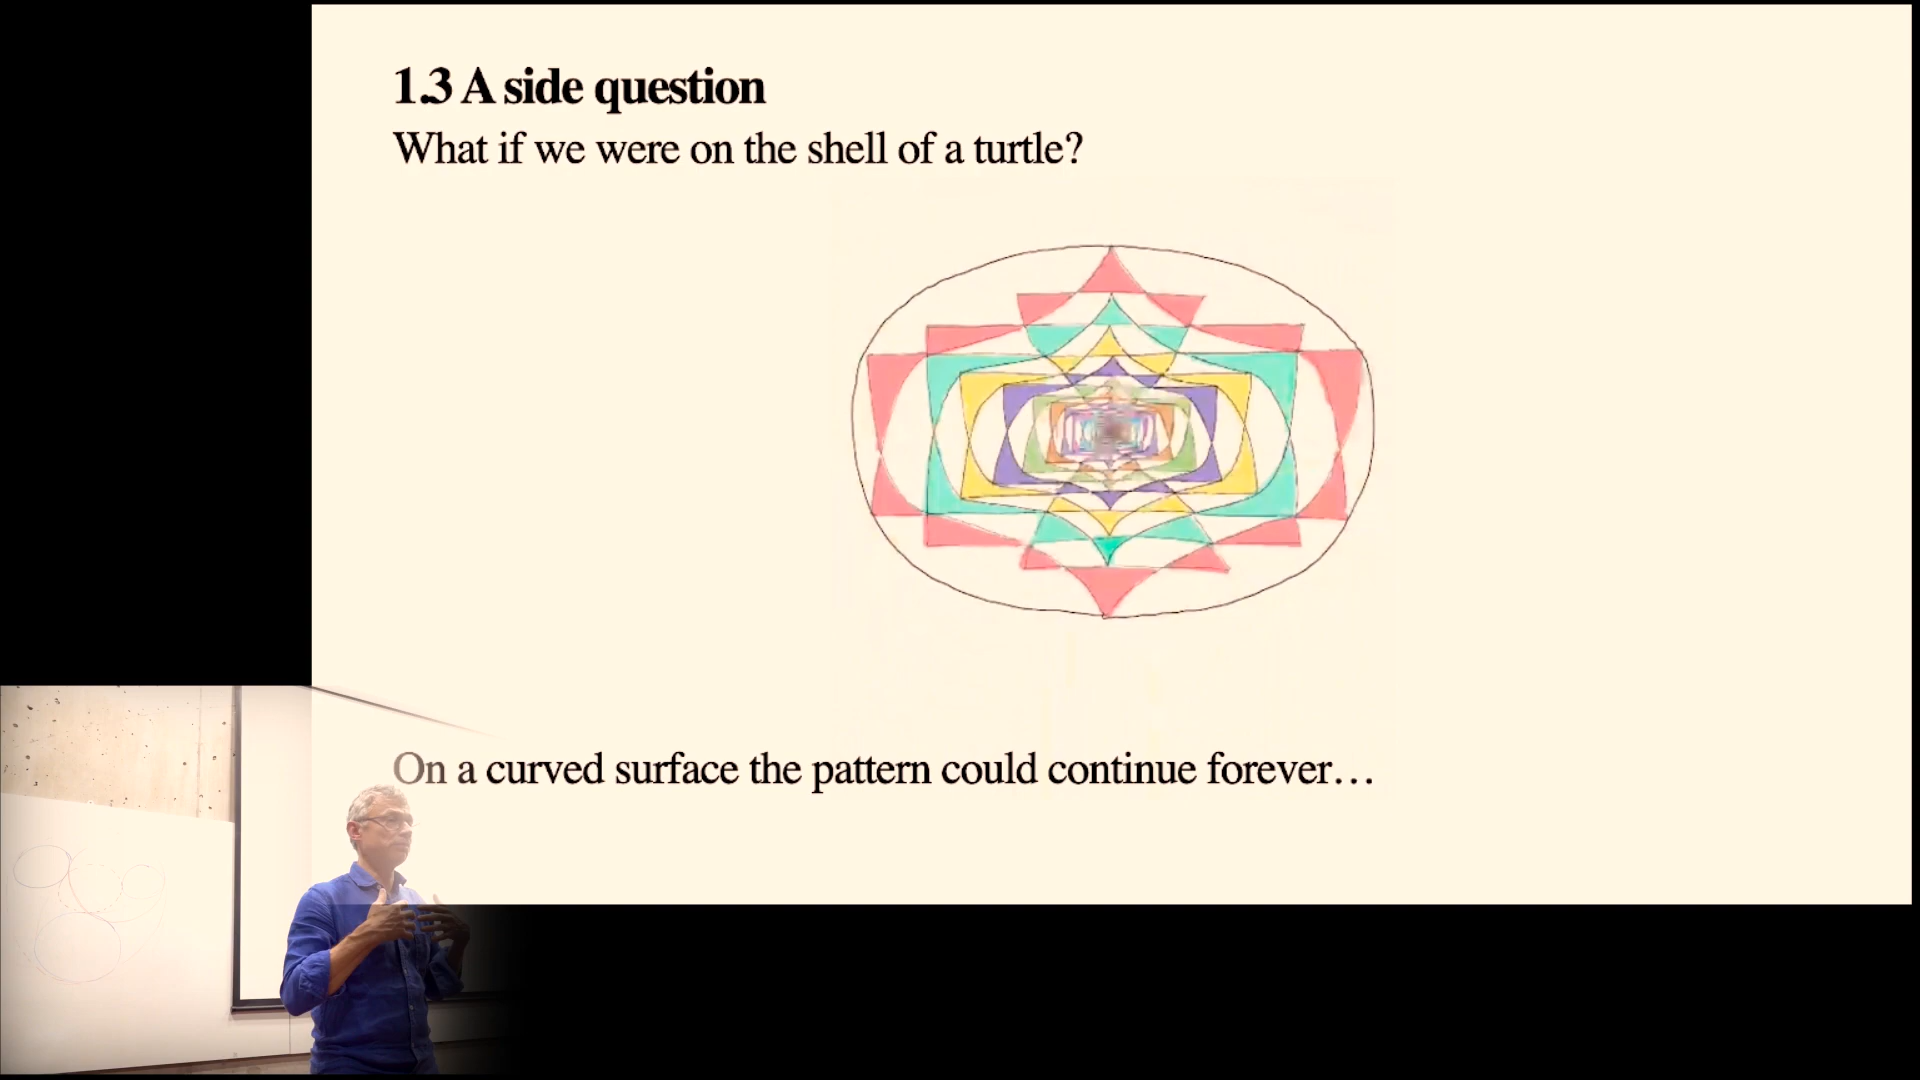 1.3 A side question
What if we were on the shell of a turtle?
On a curved surface the pattern could continue forever…